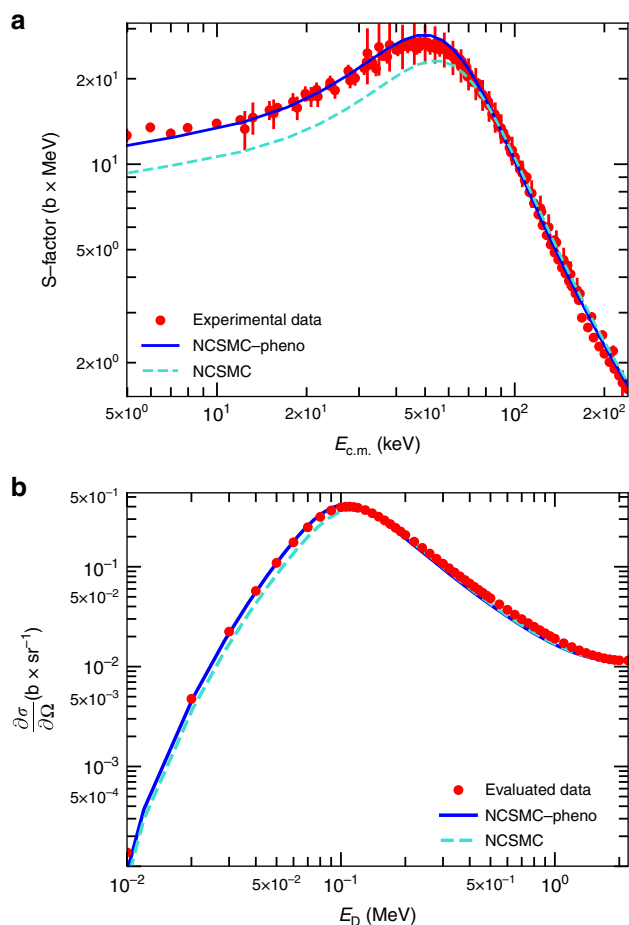 a
2×10¹
10¹
5×10⁰
2×10⁰
S–factor (b × MeV)
Experimental data
NCSMC–pheno
NCSMC
5×10⁰ 10¹ 2×10¹ 5×10¹ 10² 2×10²
E_c.m. (keV)
b
5×10⁻¹
10⁻¹
5×10⁻²
10⁻²
5×10⁻³
10⁻³
5×10⁻⁴
∂σ/∂Ω (b × sr⁻¹)
Evaluated data
NCSMC–pheno
NCSMC
10⁻² 5×10⁻² 10⁻¹ 5×10⁻¹ 10⁰
E_D (MeV)